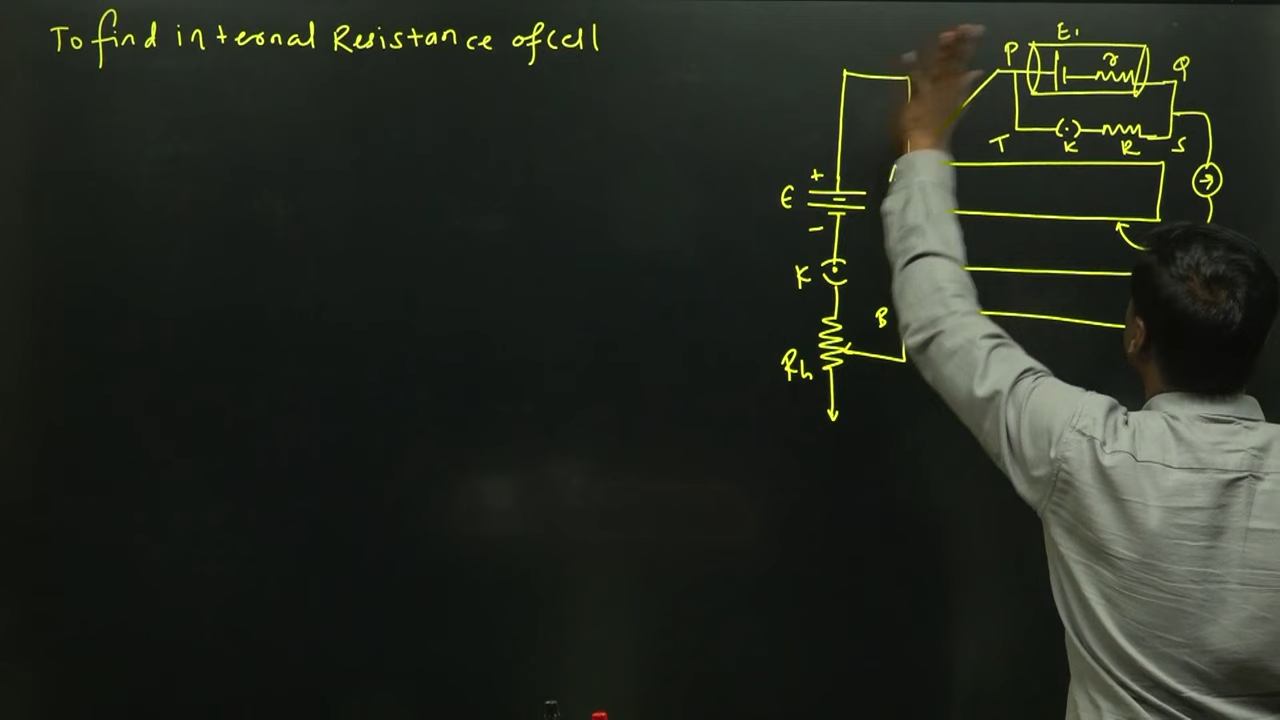 To find internal Resistance of cell
E1
P
r
Q
T
K
R
S
+
E
-
K
B
Rh